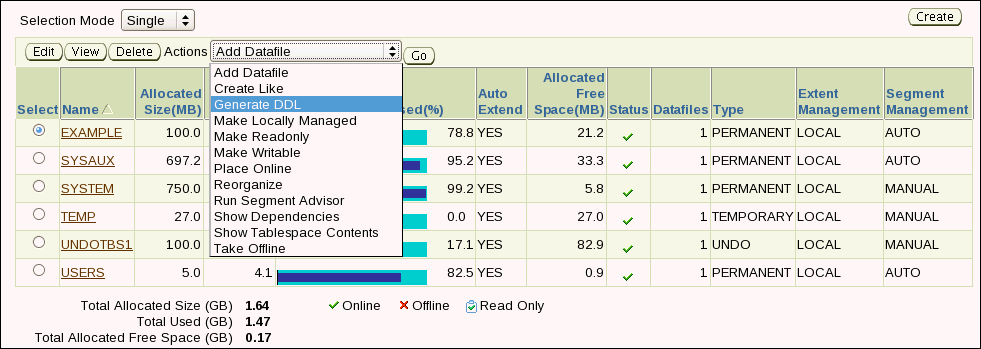 Selection Mode Single
Create
Edit View Delete Actions Add Datafile Go
Add Datafile
Create Like
Generate DDL
Make Locally Managed
Make Readonly
Make Writable
Place Online
Reorganize
Run Segment Advisor
Show Dependencies
Show Tablespace Contents
Take Offline
Select Name Allocated Size(MB) sed(%) Auto Extend Allocated Free Space(MB) Status Datafiles Type Extent Management Segment Management
EXAMPLE 100.0 78.8 YES 21.2 1 PERMANENT LOCAL AUTO
SYSAUX 697.2 95.2 YES 33.3 1 PERMANENT LOCAL AUTO
SYSTEM 750.0 99.2 YES 5.8 1 PERMANENT LOCAL MANUAL
TEMP 27.0 0.0 YES 27.0 1 TEMPORARY LOCAL MANUAL
UNDOTBS1 100.0 17.1 YES 82.9 1 UNDO LOCAL MANUAL
USERS 5.0 4.1 82.5 YES 0.9 1 PERMANENT LOCAL AUTO
Total Allocated Size (GB) 1.64 Online Offline Read Only
Total Used (GB) 1.47
Total Allocated Free Space (GB) 0.17